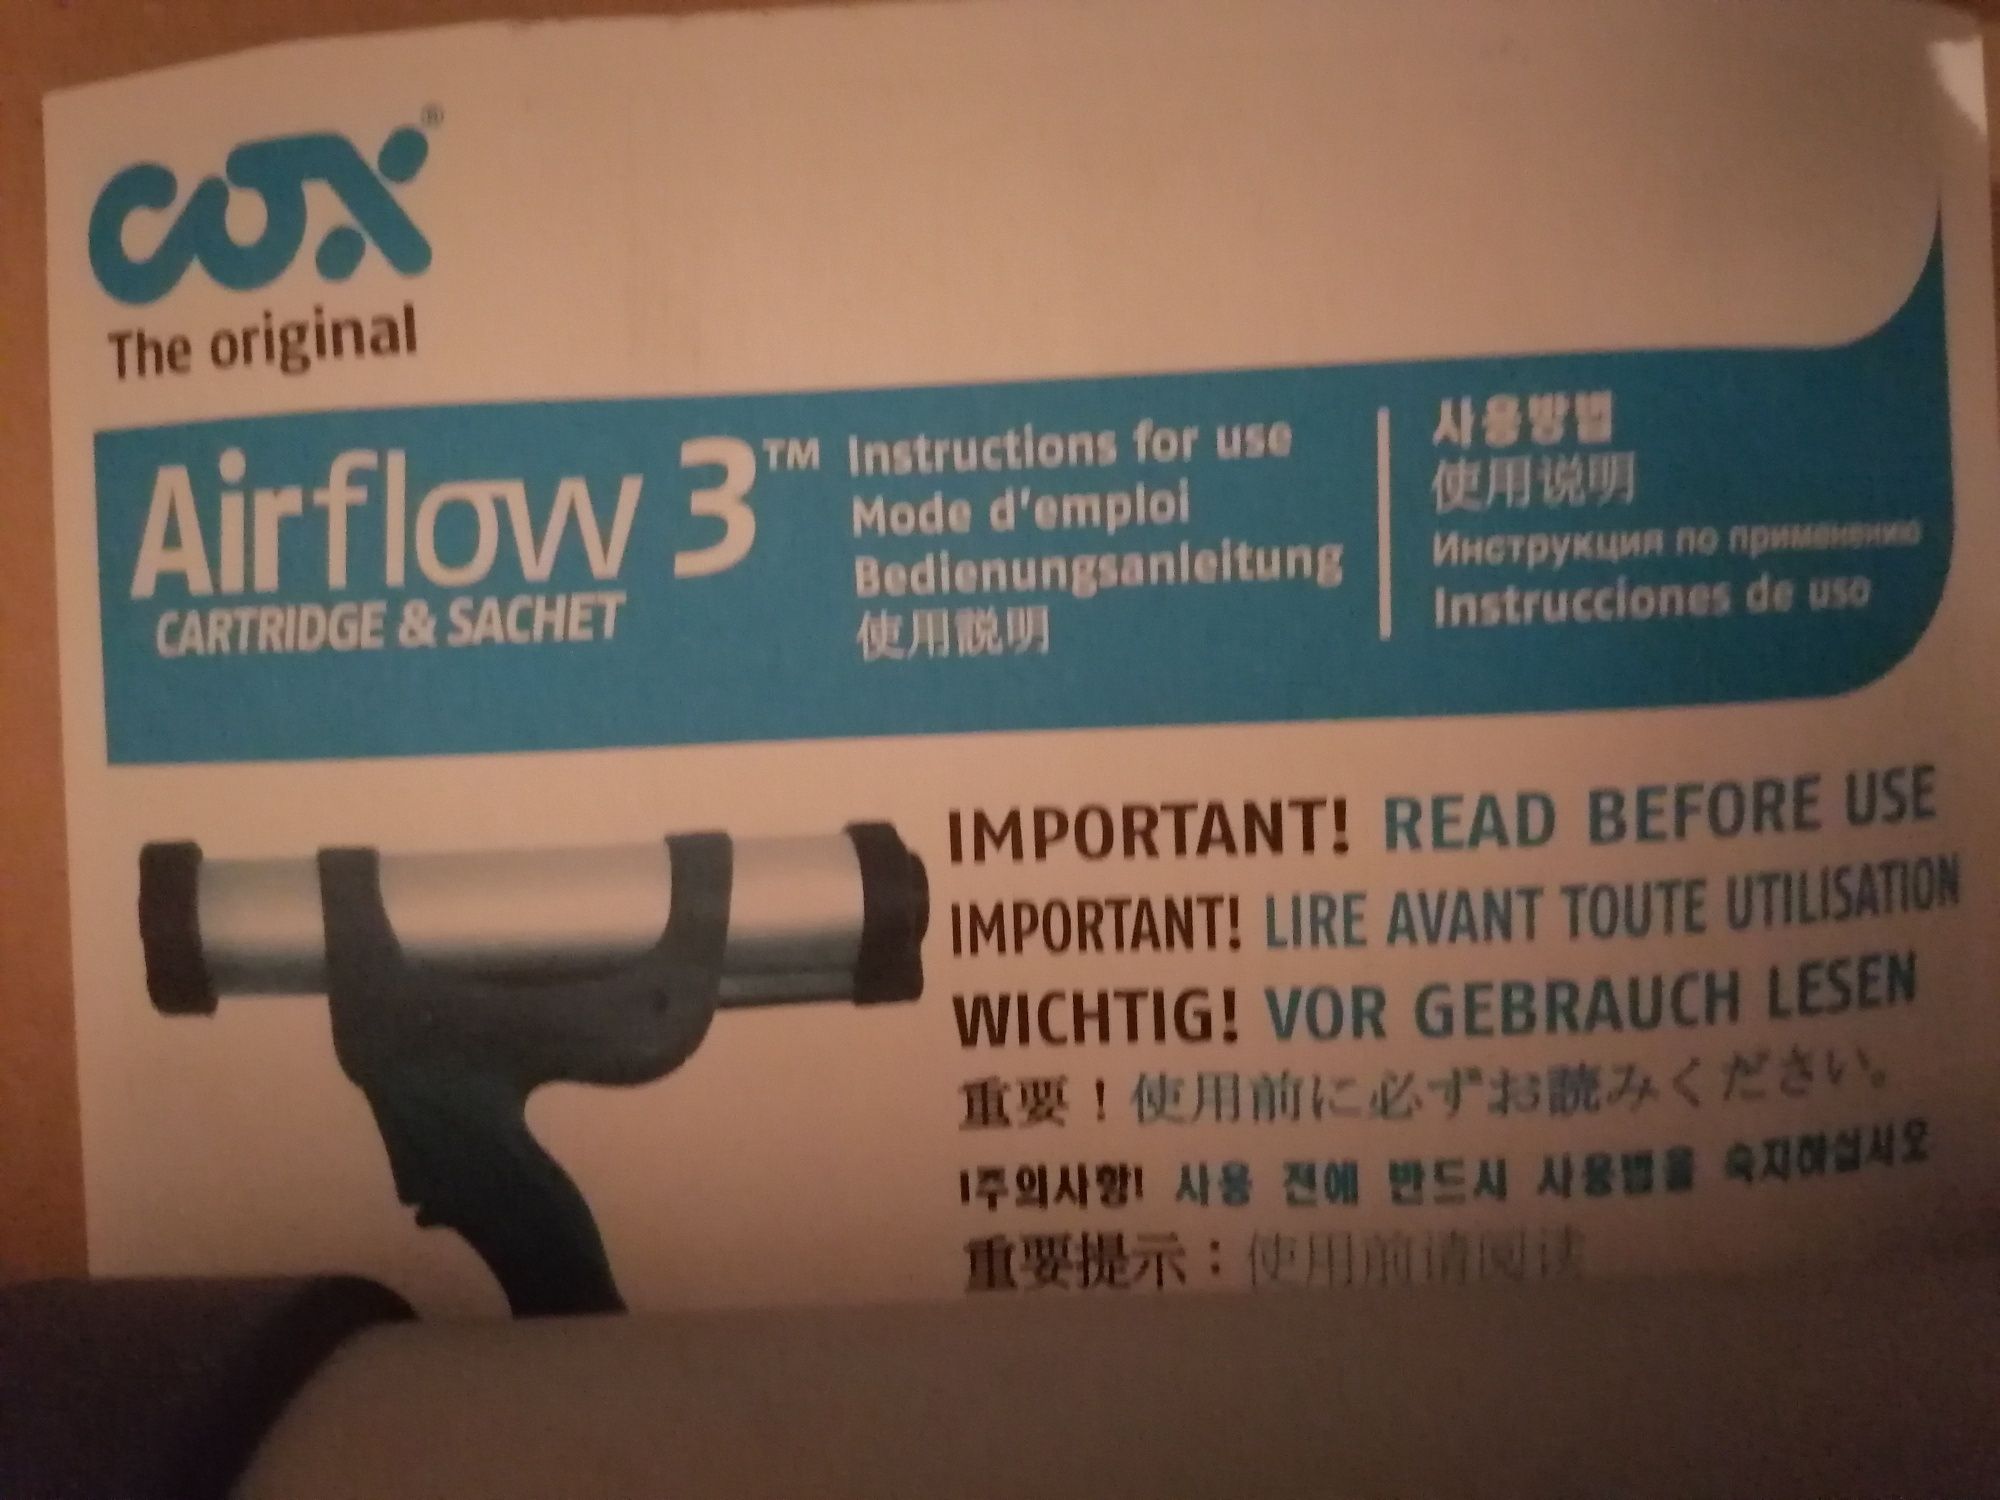 COX®
The original
Airflow 3™
CARTRIDGE & SACHET
Instructions for use
Mode d'emploi
Bedienungsanleitung
使用説明
사용방법
使用说明
Инструкция по применению
Instrucciones de uso
IMPORTANT! READ BEFORE USE
IMPORTANT! LIRE AVANT TOUTE UTILISATION
WICHTIG! VOR GEBRAUCH LESEN
重要！使用前に必ずお読みください。
!주의사항! 사용 전에 반드시 사용법을 숙지하십시오
重要提示：使用前请阅读